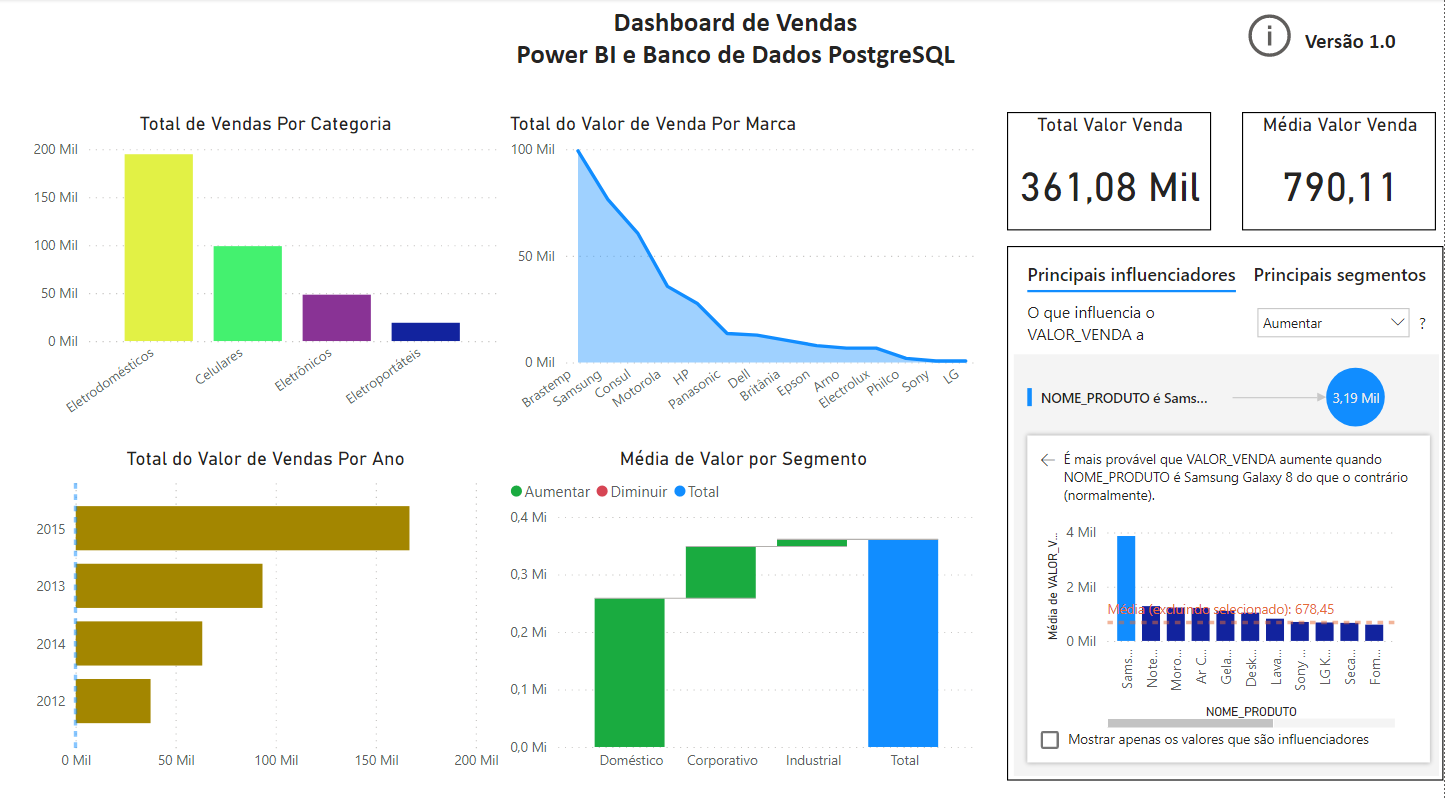 Dashboard de Vendas
Power BI e Banco de Dados PostgreSQL
i
Versão 1.0
Total de Vendas Por Categoria
200 Mil
150 Mil
100 Mil
50 Mil
0 Mil
Eletrodomésticos
Celulares
Eletrônicos
Eletroportáteis
Total do Valor de Venda Por Marca
100 Mil
50 Mil
0 Mil
Brastemp
Samsung
Consul
Motorola
HP
Panasonic
Dell
Britânia
Epson
Arno
Electrolux
Philco
Sony
LG
Total Valor Venda
361,08 Mil
Média Valor Venda
790,11
Total do Valor de Vendas Por Ano
2015
2013
2014
2012
0 Mil
50 Mil
100 Mil
150 Mil
200 Mil
Média de Valor por Segmento
Aumentar Diminuir Total
0,4 Mi
0,3 Mi
0,2 Mi
0,1 Mi
0,0 Mi
Doméstico
Corporativo
Industrial
Total
Principais influenciadores
Principais segmentos
O que influencia o
VALOR_VENDA a
Aumentar
?
NOME_PRODUTO é Sams...
3,19 Mil
É mais provável que VALOR_VENDA aumente quando
NOME_PRODUTO é Samsung Galaxy 8 do que o contrário
(normalmente).
Média de VALOR_V...
4 Mil
2 Mil
0 Mil
Média (excluindo selecionado): 678,45
Sams...
Note...
Moro...
Ar C...
Gela...
Desk...
Lava...
Sony ...
LG K...
Seca...
Fom...
NOME_PRODUTO
Mostrar apenas os valores que são influenciadores